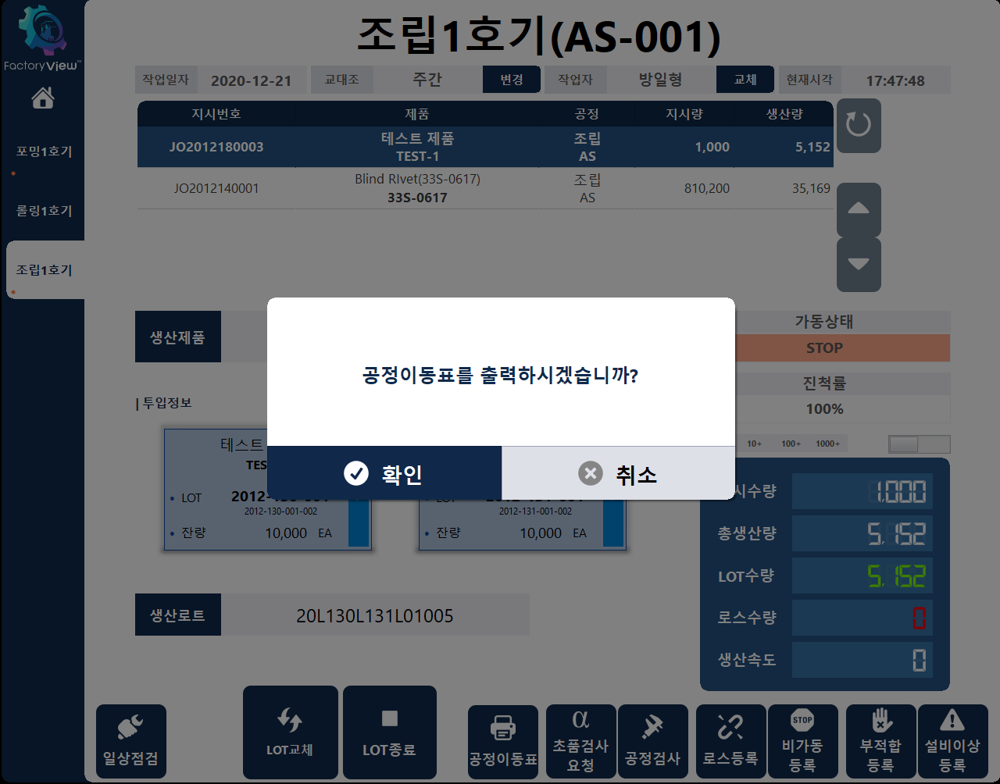 조립1호기(AS-001)
FactoryView™
작업일자 2020-12-21 교대조 주간 변경 작업자 방일형 교체 현재시각 17:47:48
포밍1호기
롤링1호기
조립1호기
지시번호 제품 공정 지시량 생산량
JO2012180003 테스트 제품 조립 1,000 5,152
TEST-1 AS
JO2012140001 Blind RIvet(33S-0617) 조립 810,200 35,169
33S-0617 AS
생산제품
가동상태
STOP
진척률
100%
공정이동표를 출력하시겠습니까?
확인 취소
| 투입정보
테스트
TES
LOT
2012-130-001-002
잔량 10,000 EA
2012-131-001-002
잔량 10,000 EA
10+ 100+ 1000+
시수량 1,000
총생산량 5,152
LOT수량 5,152
로스수량 0
생산속도 0
생산로트 20L130L131L01005
일상점검
LOT교체
LOT종료
공정이동표
α
초품검사
요청
공정검사
로스등록
STOP
비가동
등록
부적합
등록
설비이상
등록